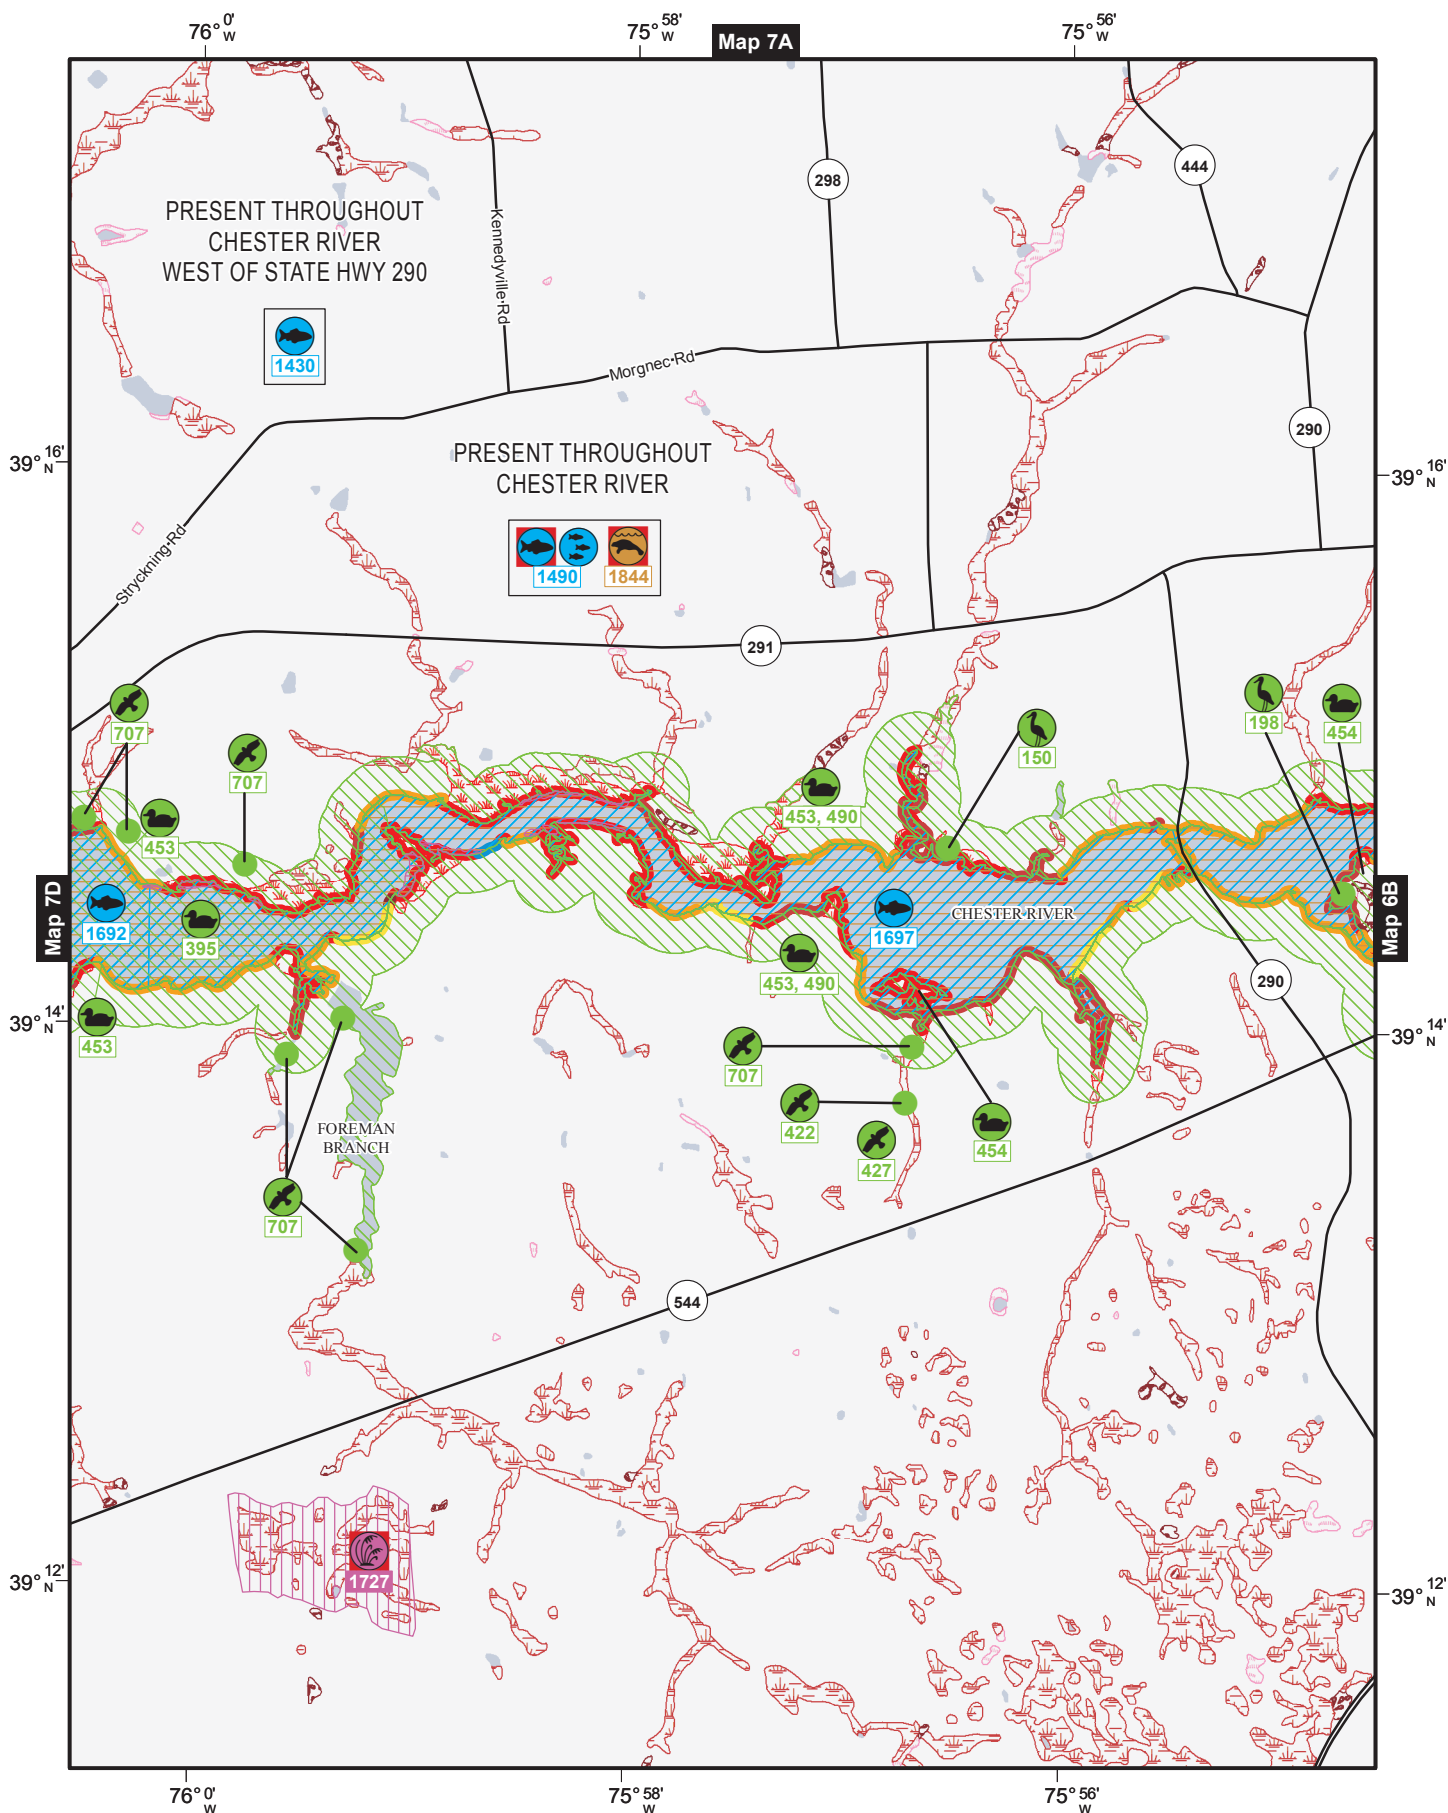 76° 0' W
75° 58' W
Map 7A
75° 56' W
298
444
PRESENT THROUGHOUT
CHESTER RIVER
WEST OF STATE HWY 290
Kennedyville Rd
1430
Morgnec Rd
290
39° 16' N
PRESENT THROUGHOUT
CHESTER RIVER
39° 16' N
Stryckning Rd
1490
1844
291
707
707
150
198
454
453
453, 490
Map 7D
1692
395
1697
CHESTER RIVER
Map 6B
453, 490
290
39° 14' N
453
39° 14' N
707
FOREMAN
BRANCH
422
427
454
707
544
39° 12' N
1727
39° 12' N
76° 0' W
75° 58' W
75° 56' W